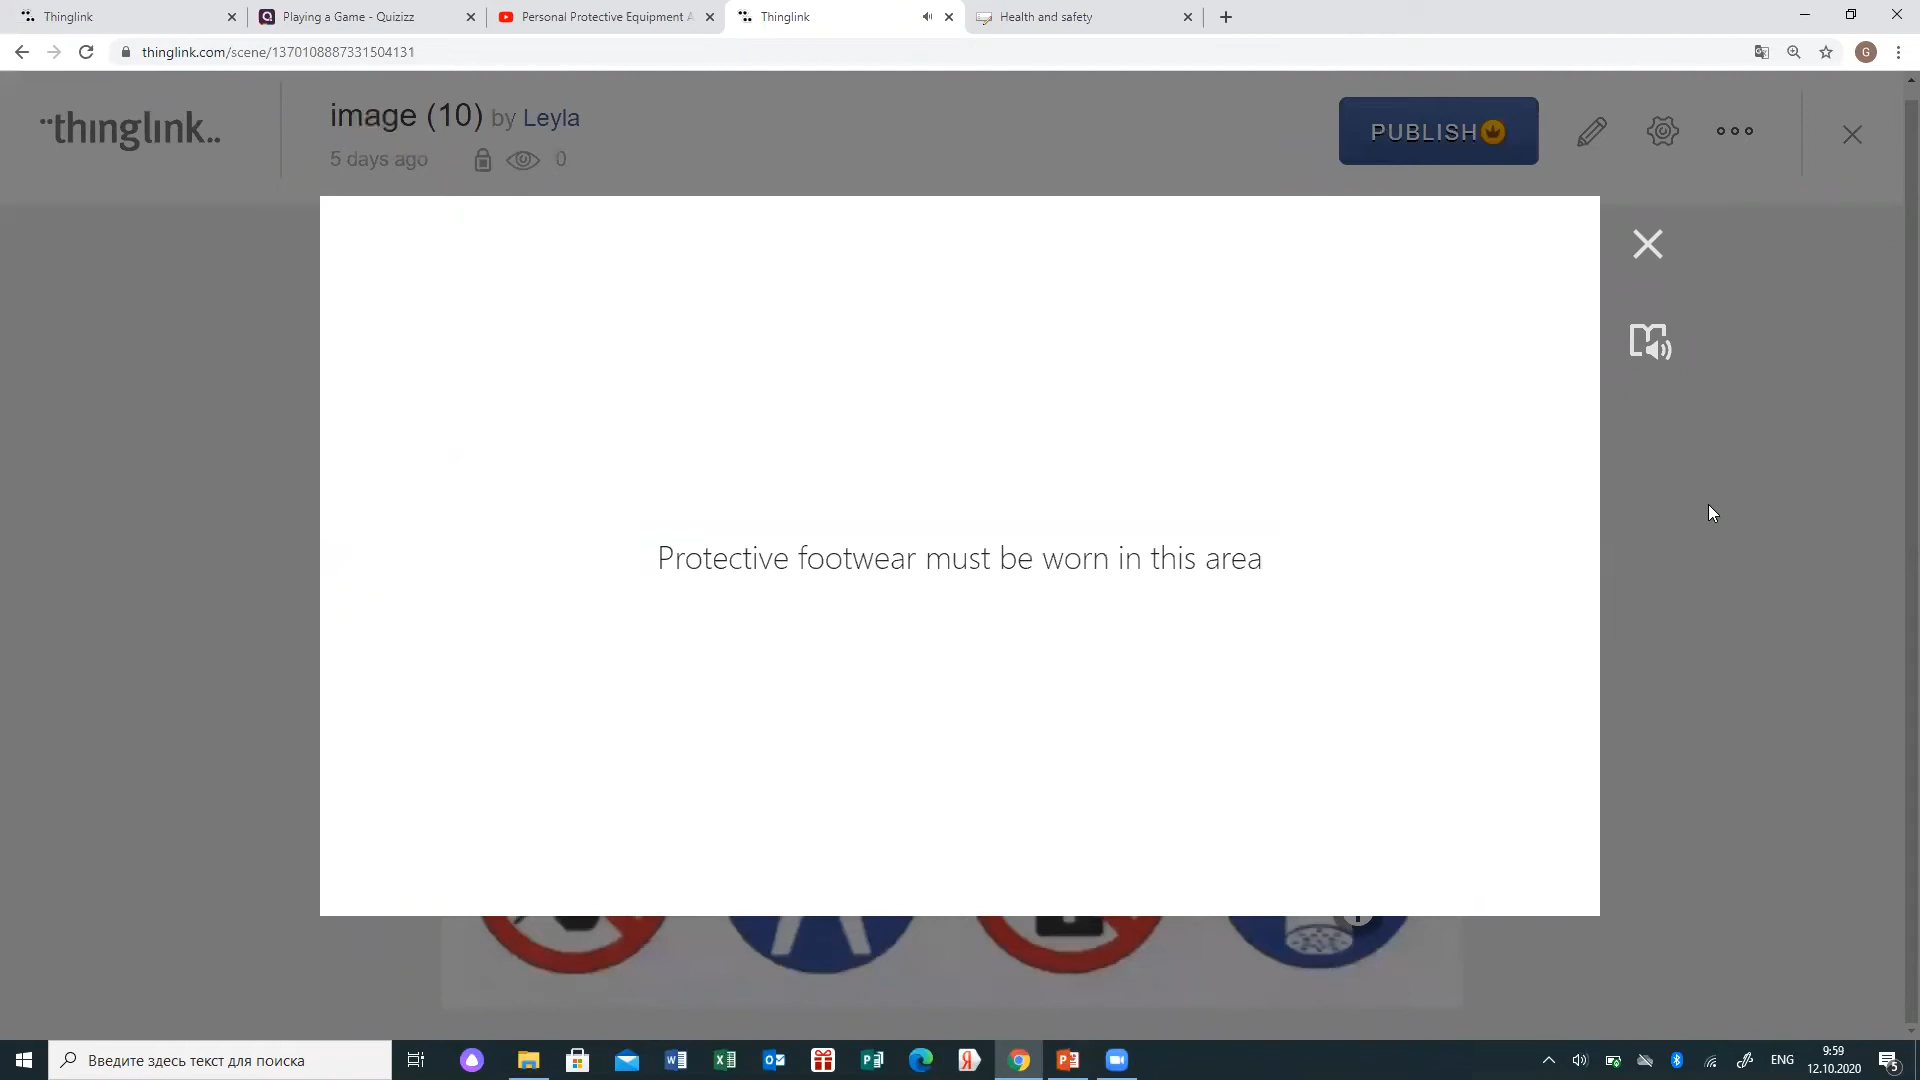 Thinglink
Playing a Game - Quizizz
Personal Protective Equipment A
Thinglink
Health and safety
thinglink.com/scene/1370108887331504131
G
thinglink..
image (10) by Leyla
5 days ago 0
PUBLISH
Protective footwear must be worn in this area
Введите здесь текст для поиска
ENG
9:59
12.10.2020
5